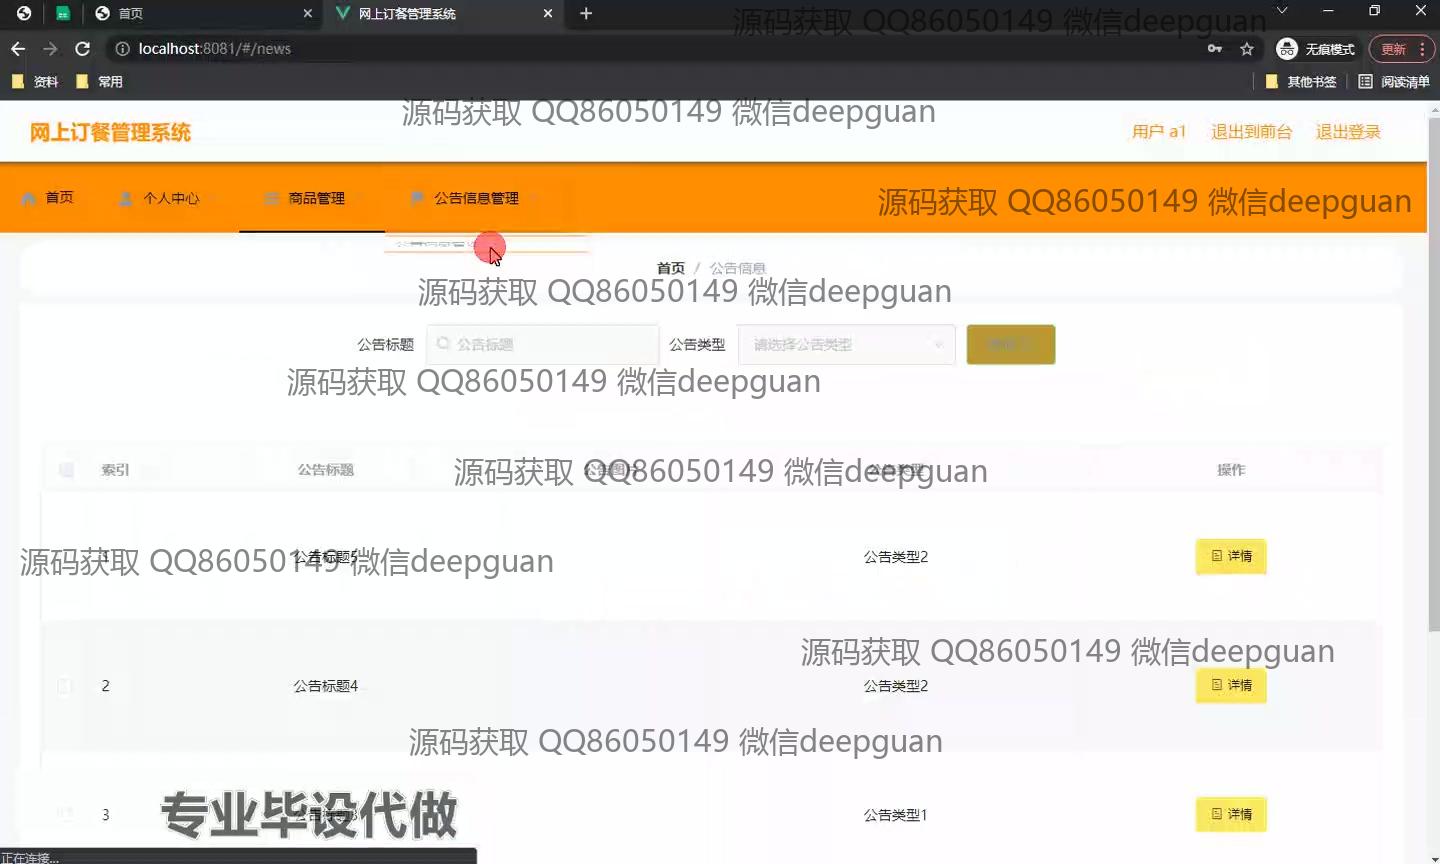 首页
网上订餐管理系统
源码获取 QQ86050149 微信deepguan
localhost:8081/#/news
无痕模式
更新
资料
常用
其他书签
阅读清单
源码获取 QQ86050149 微信deepguan
网上订餐管理系统
用户 a1
退出到前台
退出登录
首页
个人中心
商品管理
公告信息管理
源码获取 QQ86050149 微信deepguan
首页 / 公告信息
源码获取 QQ86050149 微信deepguan
公告标题
公告标题
公告类型
请选择公告类型
源码获取 QQ86050149 微信deepguan
索引
公告标题
公告图片
公告类型
操作
源码获取 QQ86050149 微信deepguan
1
公告标题5
公告类型2
详情
源码获取 QQ86050149 微信deepguan
源码获取 QQ86050149 微信deepguan
2
公告标题4
公告类型2
详情
源码获取 QQ86050149 微信deepguan
3
公告标题3
公告类型1
详情
专业毕设代做
正在连接...